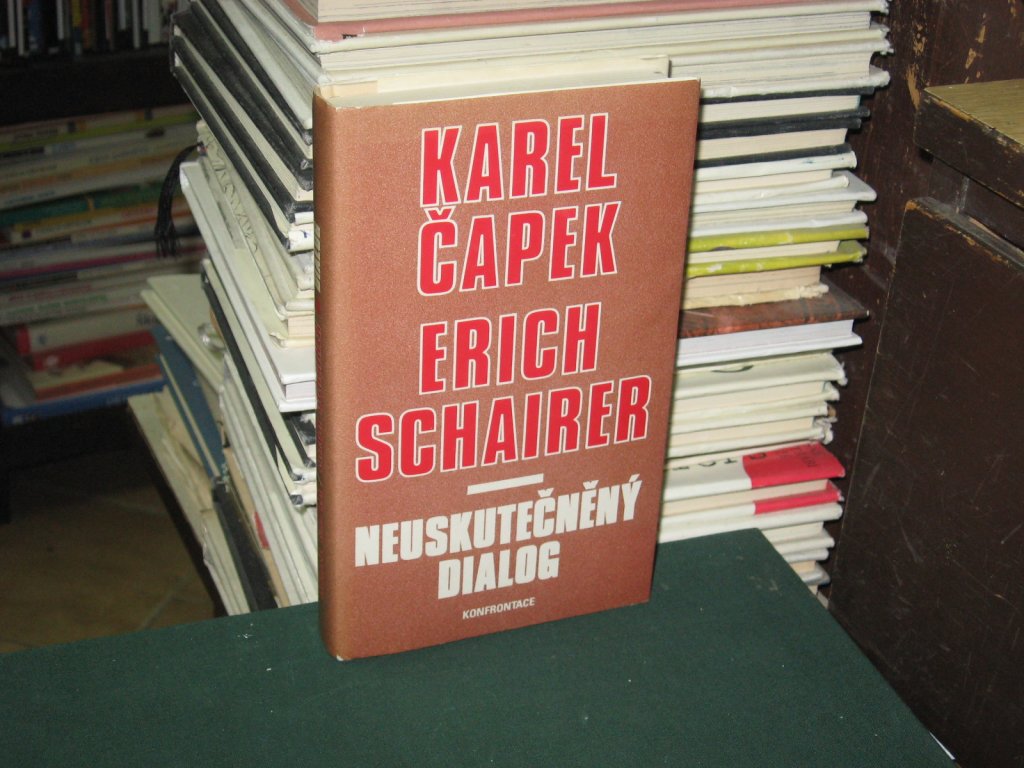 KAREL
ČAPEK
ERICH
SCHAIRER
NEUSKUTEČNĚNÝ
DIALOG
KONFRONTACE